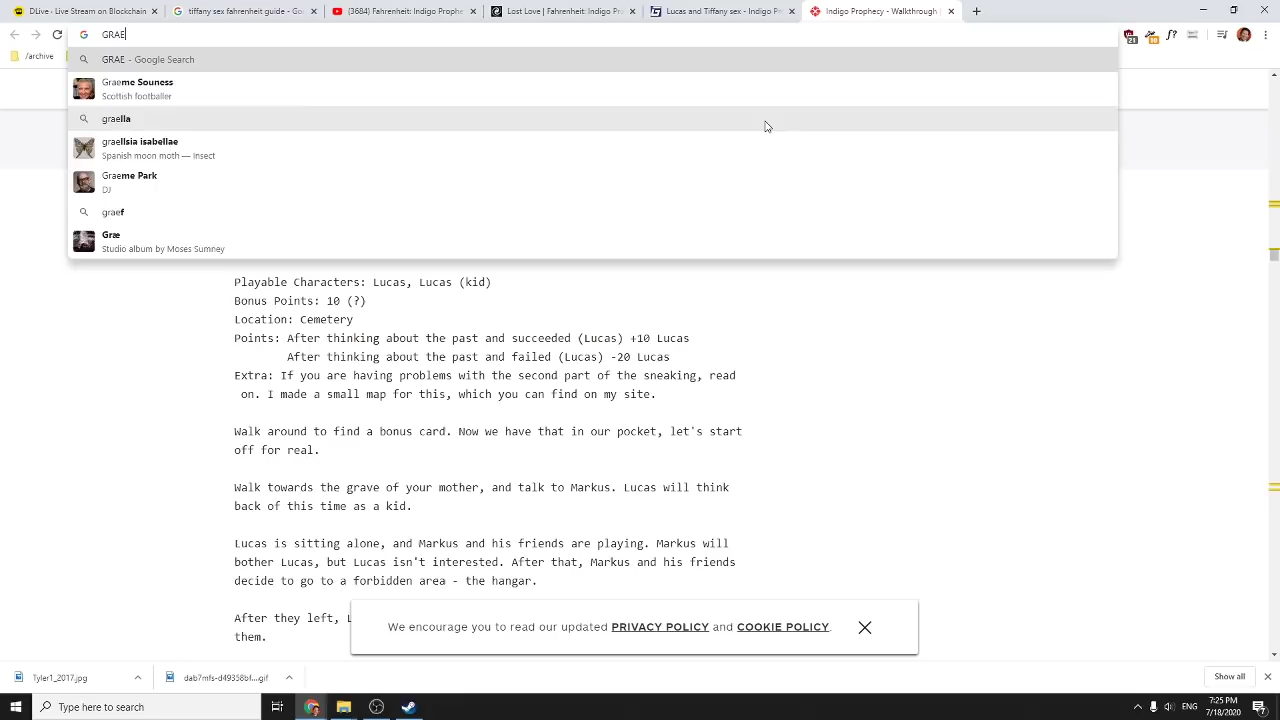 DLive - Live Stream on Blockchain
tiffany sex fahrenheit guide - Go
(3684) Fahrenheit: Indigo Prophe
Lost Love | Fahrenheit: Indigo Pro
Lucas and Tiffany sex - Indigo Pr
Indigo Prophecy - Walkthrough
GRAE
21
10
/archive
GRAE - Google Search
Graeme Souness
Scottish footballer
graella
graellsia isabellae
Spanish moon moth — Insect
Graeme Park
DJ
graef
Græ
Studio album by Moses Sumney
Playable Characters: Lucas, Lucas (kid)
Bonus Points: 10 (?)
Location: Cemetery
Points: After thinking about the past and succeeded (Lucas) +10 Lucas
After thinking about the past and failed (Lucas) -20 Lucas
Extra: If you are having problems with the second part of the sneaking, read
on. I made a small map for this, which you can find on my site.
Walk around to find a bonus card. Now we have that in our pocket, let's start
off for real.
Walk towards the grave of your mother, and talk to Markus. Lucas will think
back of this time as a kid.
Lucas is sitting alone, and Markus and his friends are playing. Markus will
bother Lucas, but Lucas isn't interested. After that, Markus and his friends
decide to go to a forbidden area - the hangar.
After they left, L
them.
We encourage you to read our updated PRIVACY POLICY and COOKIE POLICY.
Tyler1_2017.jpg
dab7mfs-d49358bf....gif
Show all
Type here to search
ENG
7:25 PM
7/18/2020